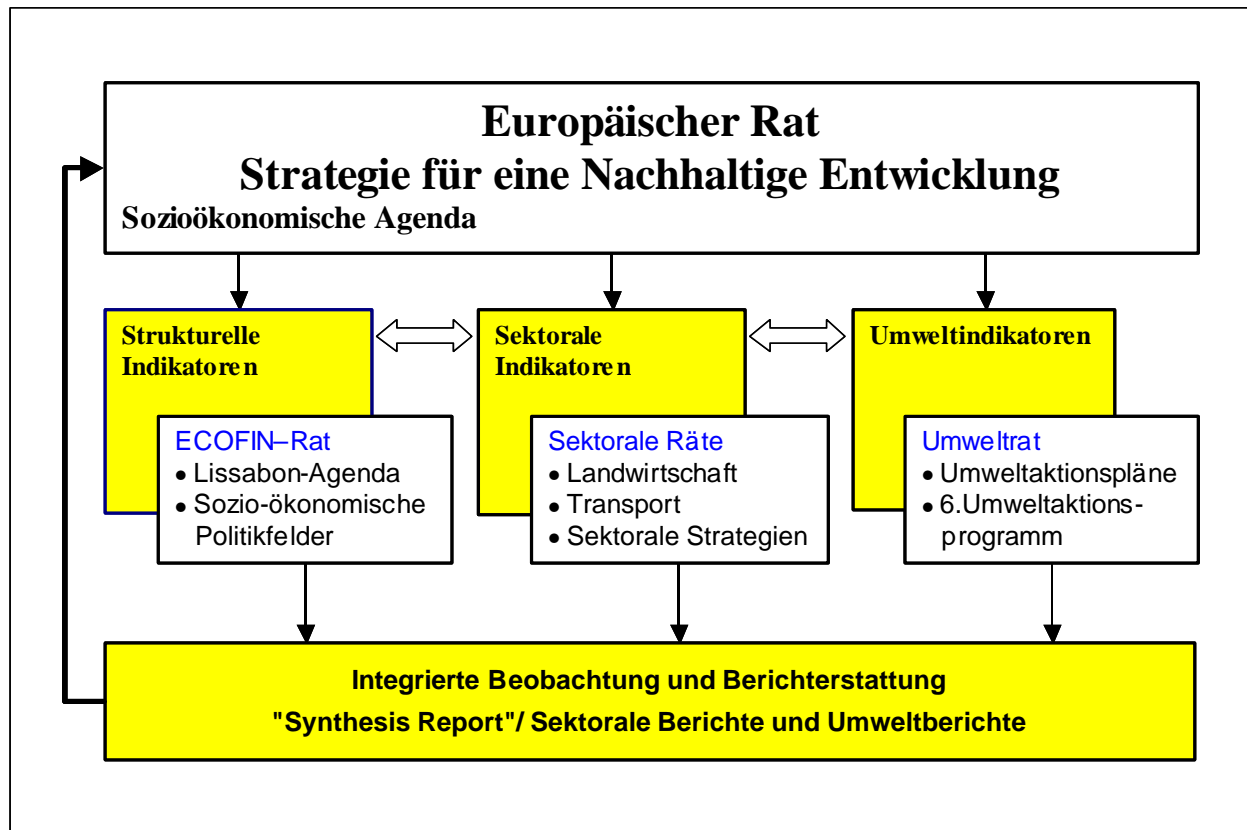 Europäischer Rat
Strategie für eine Nachhaltige Entwicklung
Sozioökonomische Agenda
Strukturelle
Indikatoren
ECOFIN–Rat
● Lissabon-Agenda
● Sozio-ökonomische
Politikfelder
Sektorale
Indikatoren
Sektorale Räte
● Landwirtschaft
● Transport
● Sektorale Strategien
Umweltindikatoren
Umweltrat
● Umweltaktionspläne
● 6.Umweltaktions-
programm
Integrierte Beobachtung und Berichterstattung
"Synthesis Report"/ Sektorale Berichte und Umweltberichte